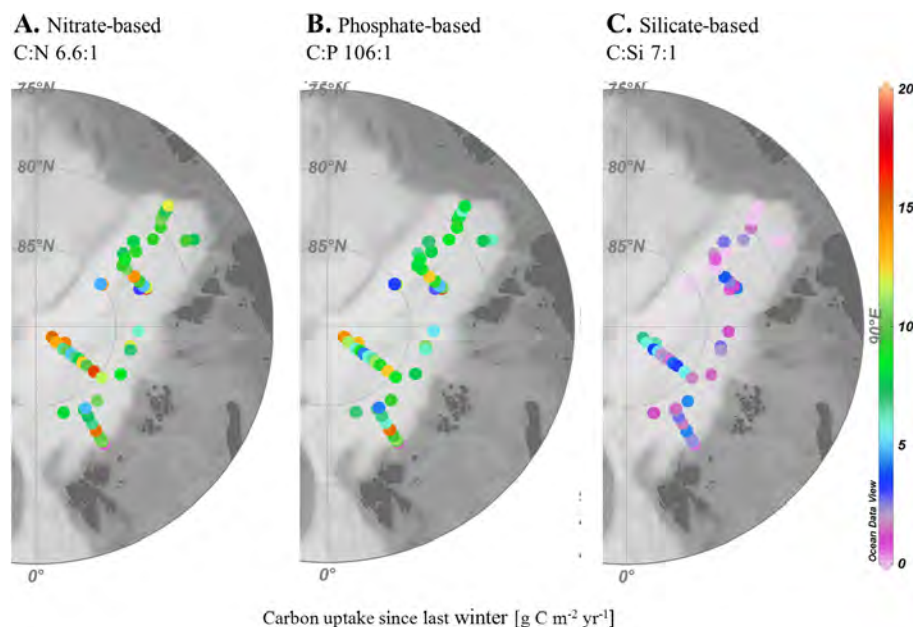 A. Nitrate-based
C:N 6.6:1
B. Phosphate-based
C:P 106:1
C. Silicate-based
C:Si 7:1
75°N
80°N
85°N
0°
75°N
80°N
85°N
0°
75°N
80°N
85°N
90°E
0°
20
15
10
5
0
Ocean Data View
Carbon uptake since last winter [g C m⁻² yr⁻¹]